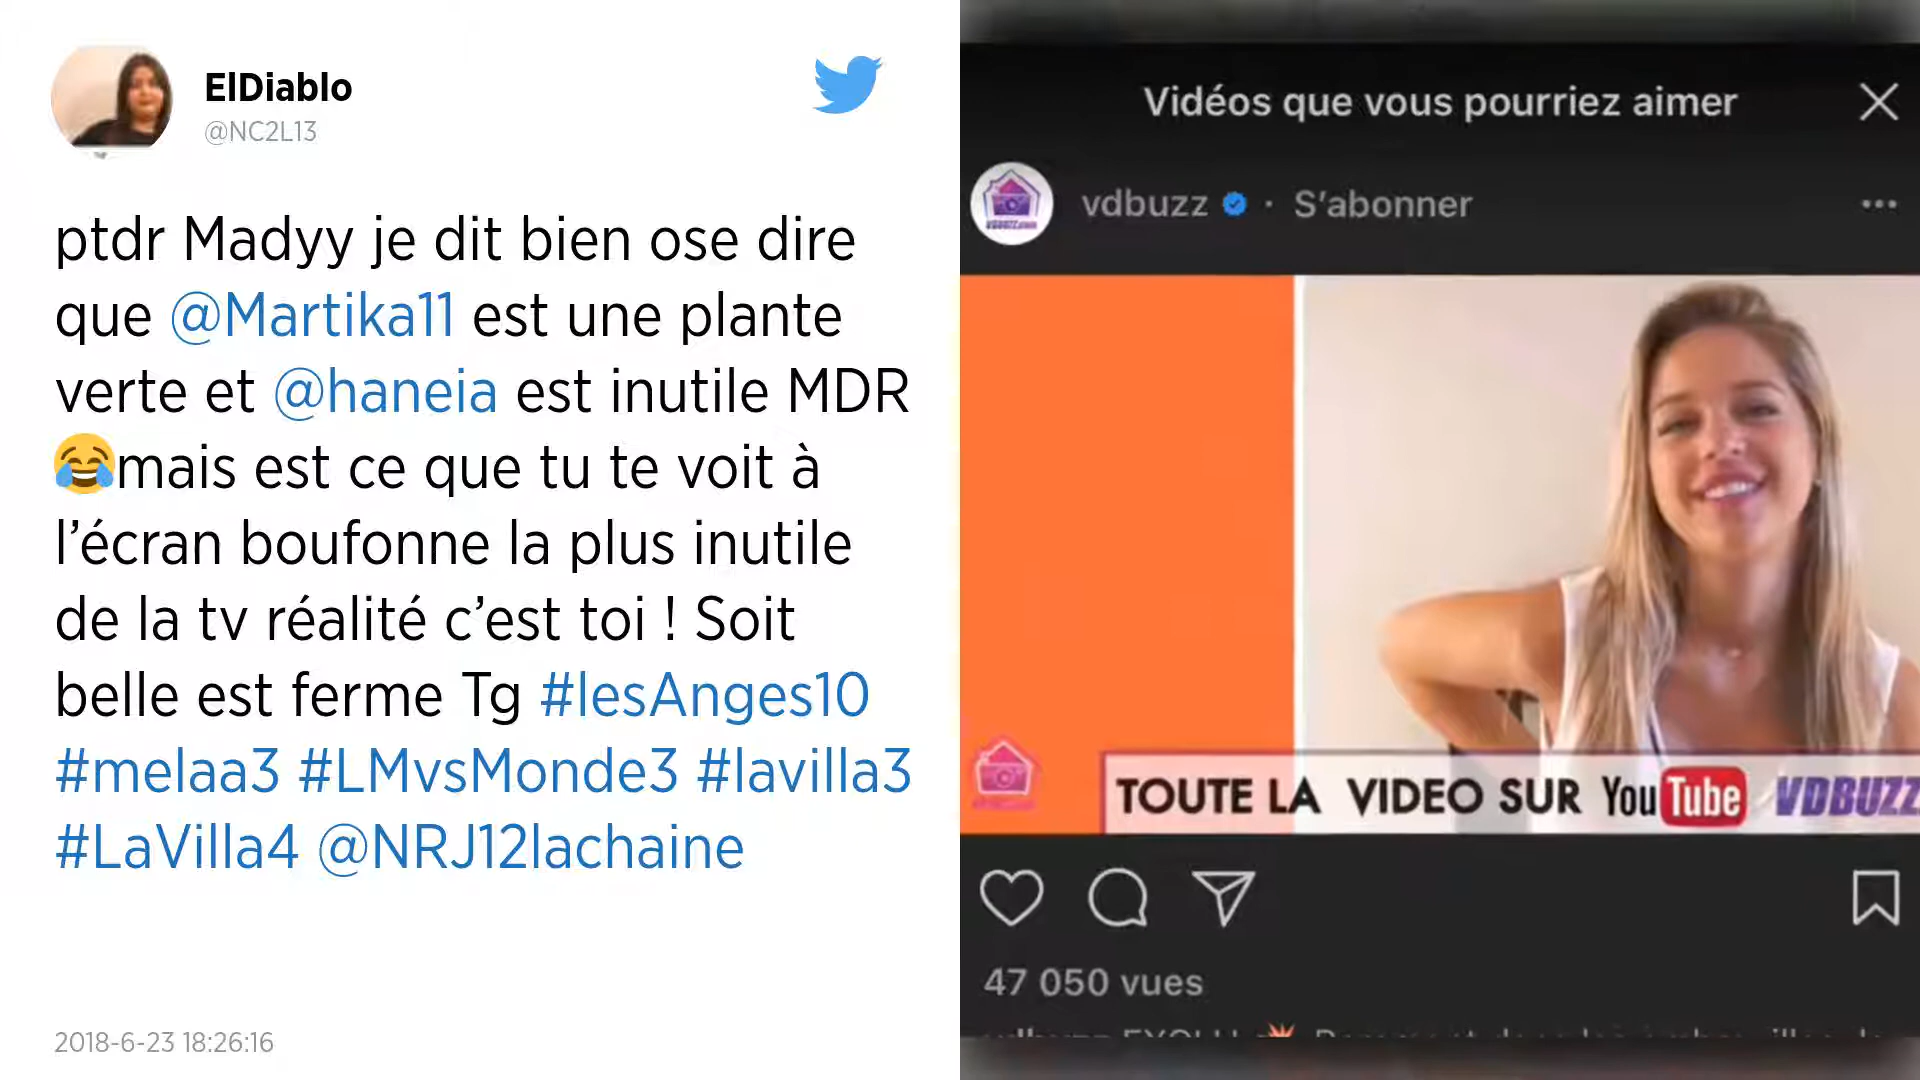 ElDiablo
@NC2L13
ptdr Madyy je dit bien ose dire
que @Martika11 est une plante
verte et @haneia est inutile MDR
😂mais est ce que tu te voit à
l’écran boufonne la plus inutile
de la tv réalité c’est toi ! Soit
belle est ferme Tg #lesAnges10
#melaa3 #LMvsMonde3 #lavilla3
#LaVilla4 @NRJ12lachaine
2018-6-23 18:26:16
Vidéos que vous pourriez aimer
vdbuzz · S’abonner
TOUTE LA VIDEO SUR YouTube VDBUZZ
47 050 vues